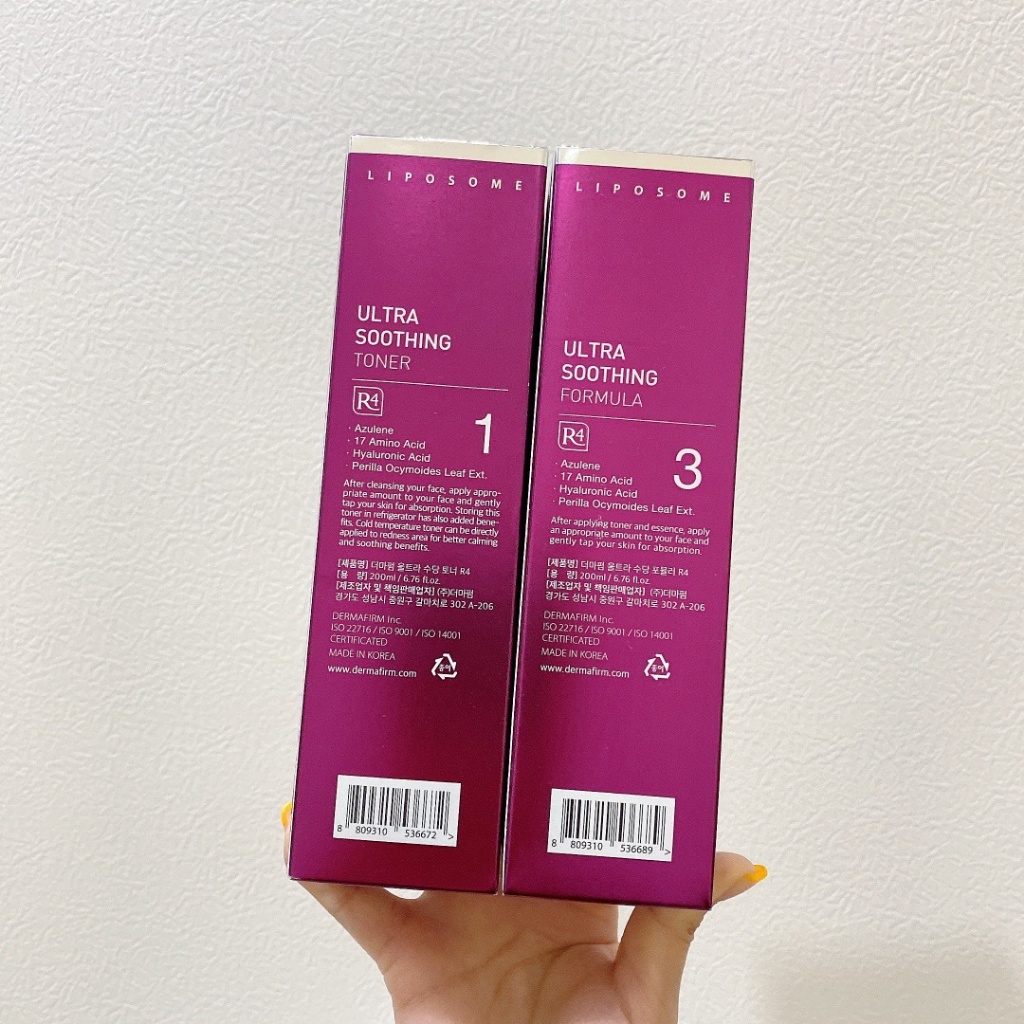 LIPOSOME
ULTRA
SOOTHING
TONER
R4
1
· Azulene
· 17 Amino Acid
· Hyaluronic Acid
· Perilla Ocymoides Leaf Ext.
After cleansing your face, apply appro-
priate amount to your face and gently
tap your skin for absorption. Storing this
toner in refrigerator has also added bene-
fits. Cold temperature toner can be directly
applied to redness area for better calming
and soothing benefits.
[제품명] 더마펌 울트라 수딩 토너 R4
[용 량] 200ml / 6.76 fl.oz.
[제조업자 및 책임판매업자] (주)더마펌
경기도 성남시 중원구 갈마치로 302 A-206
DERMAFIRM Inc.
ISO 22716 / ISO 9001 / ISO 14001
CERTIFICATED
MADE IN KOREA
www.dermafirm.com
종이
8 809310 536672 >
LIPOSOME
ULTRA
SOOTHING
FORMULA
R4
3
· Azulene
· 17 Amino Acid
· Hyaluronic Acid
· Perilla Ocymoides Leaf Ext.
After applying toner and essence, apply
an appropriate amount to your face and
gently tap your skin for absorption.
[제품명] 더마펌 울트라 수딩 포뮬러 R4
[용 량] 200ml / 6.76 fl.oz.
[제조업자 및 책임판매업자] (주)더마펌
경기도 성남시 중원구 갈마치로 302 A-206
DERMAFIRM Inc.
ISO 22716 / ISO 9001 / ISO 14001
CERTIFICATED
MADE IN KOREA
www.dermafirm.com
종이
8 809310 536689 >